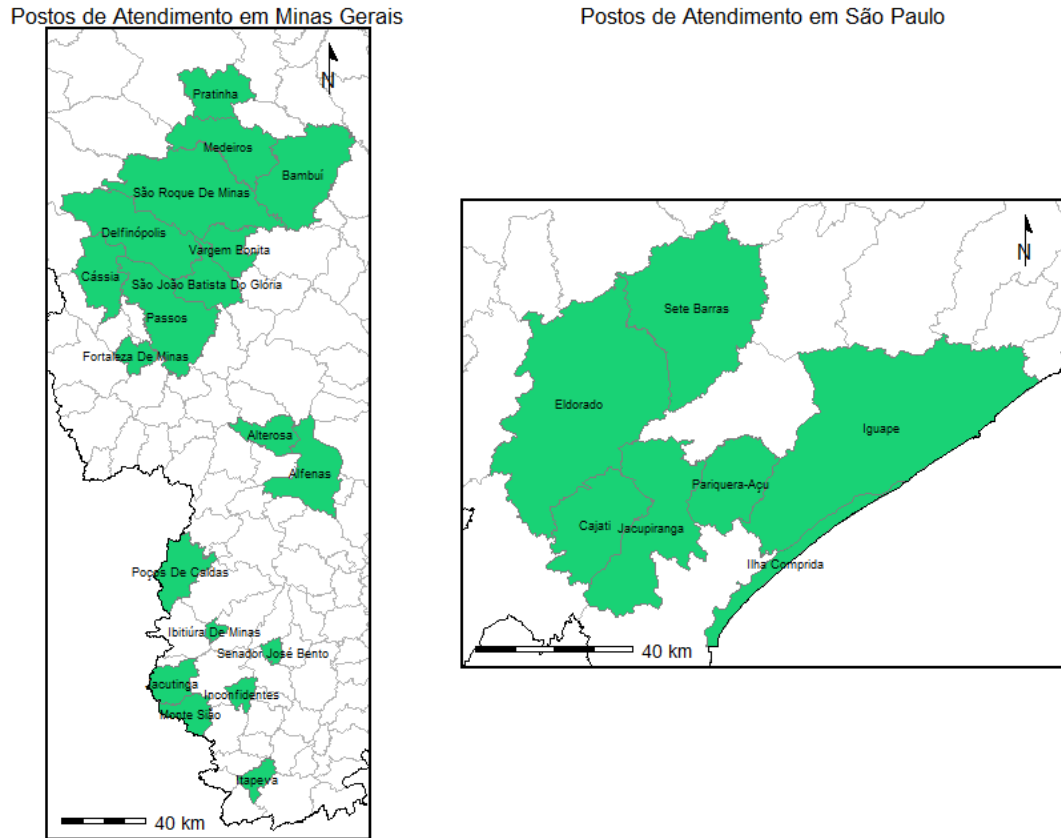 Postos de Atendimento em Minas Gerais
Postos de Atendimento em São Paulo
N
Pratinha
Medeiros
Bambuí
São Roque De Minas
Delfinópolis
Vargem Bonita
Cássia
São João Batista Do Glória
Passos
Fortaleza De Minas
Alterosa
Alfenas
Poços De Caldas
Ibitiúra De Minas
Senador José Bento
Jacutinga
Inconfidentes
Monte Sião
Itapeva
40 km
N
Sete Barras
Eldorado
Iguape
Pariquera-Açu
Cajati
Jacupiranga
Ilha Comprida
40 km